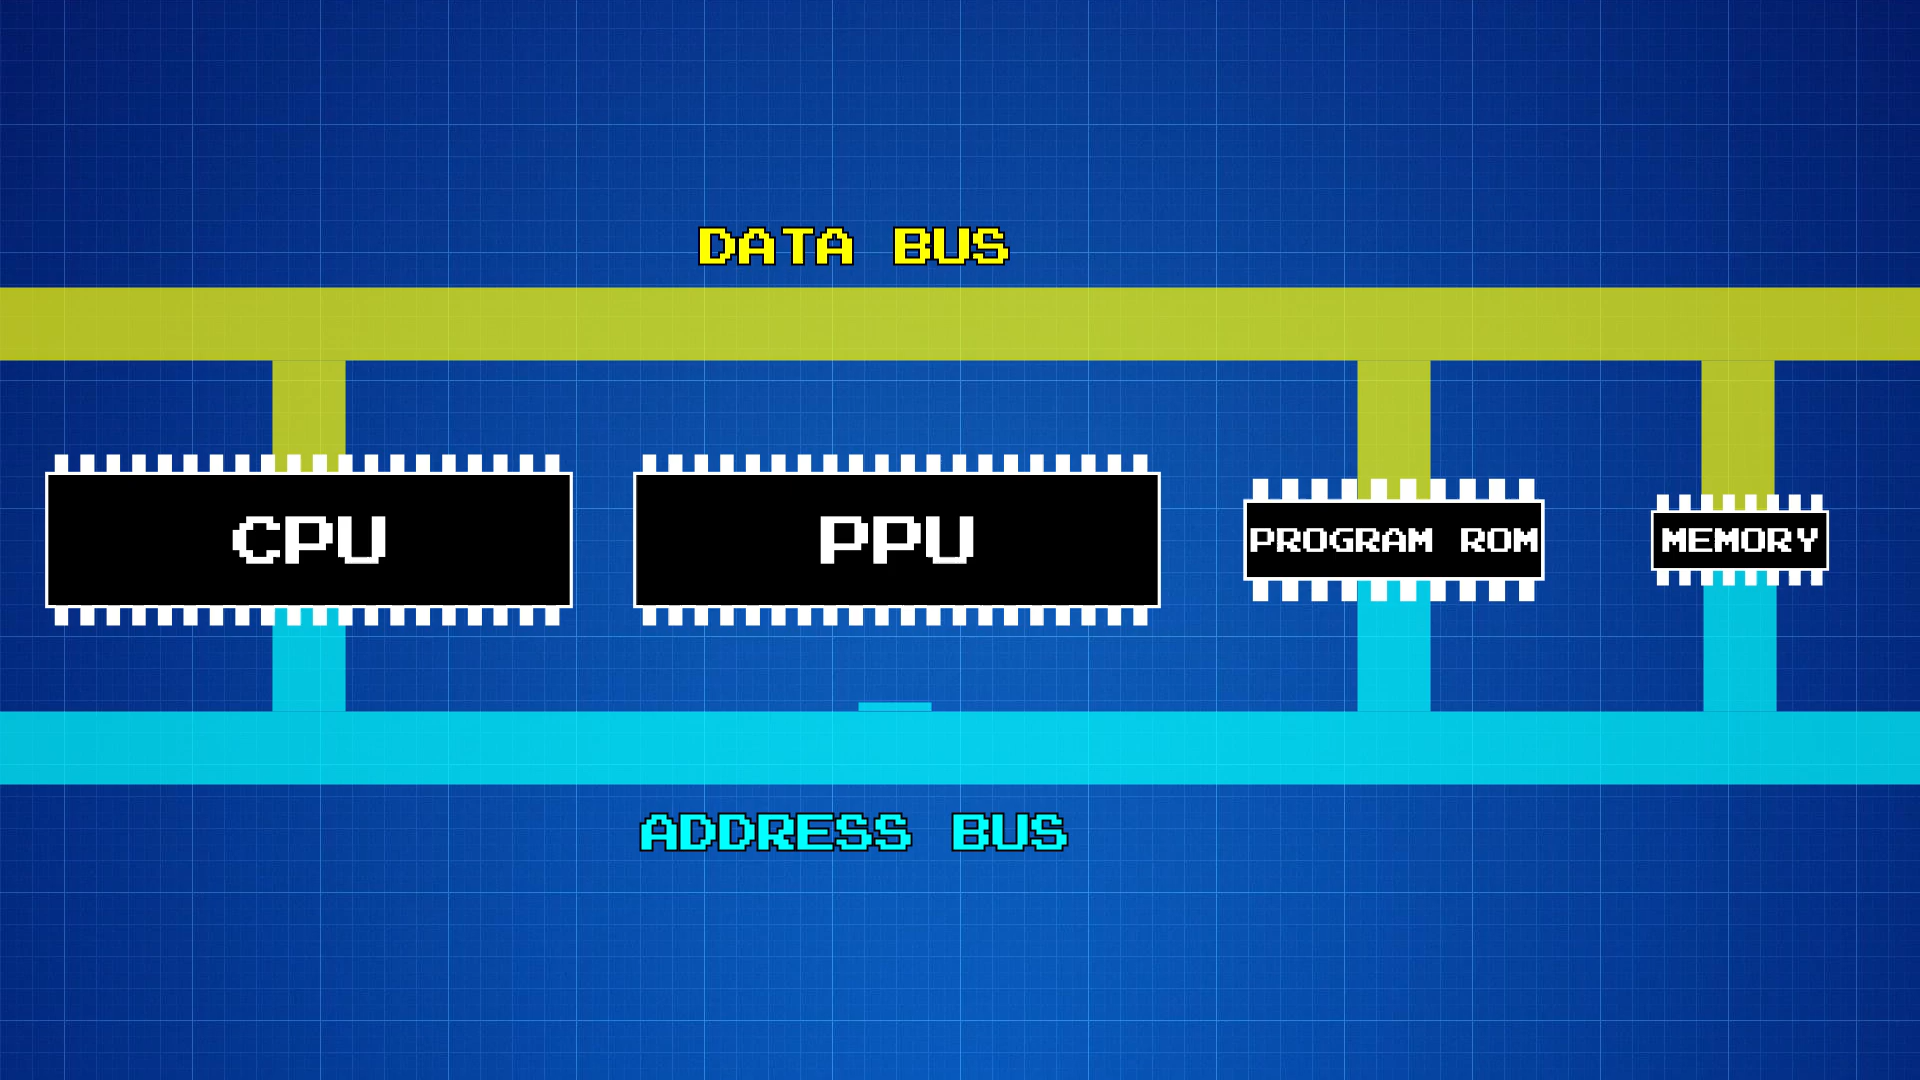 DATA BUS
CPU
PPU
PROGRAM ROM
MEMORY
ADDRESS BUS